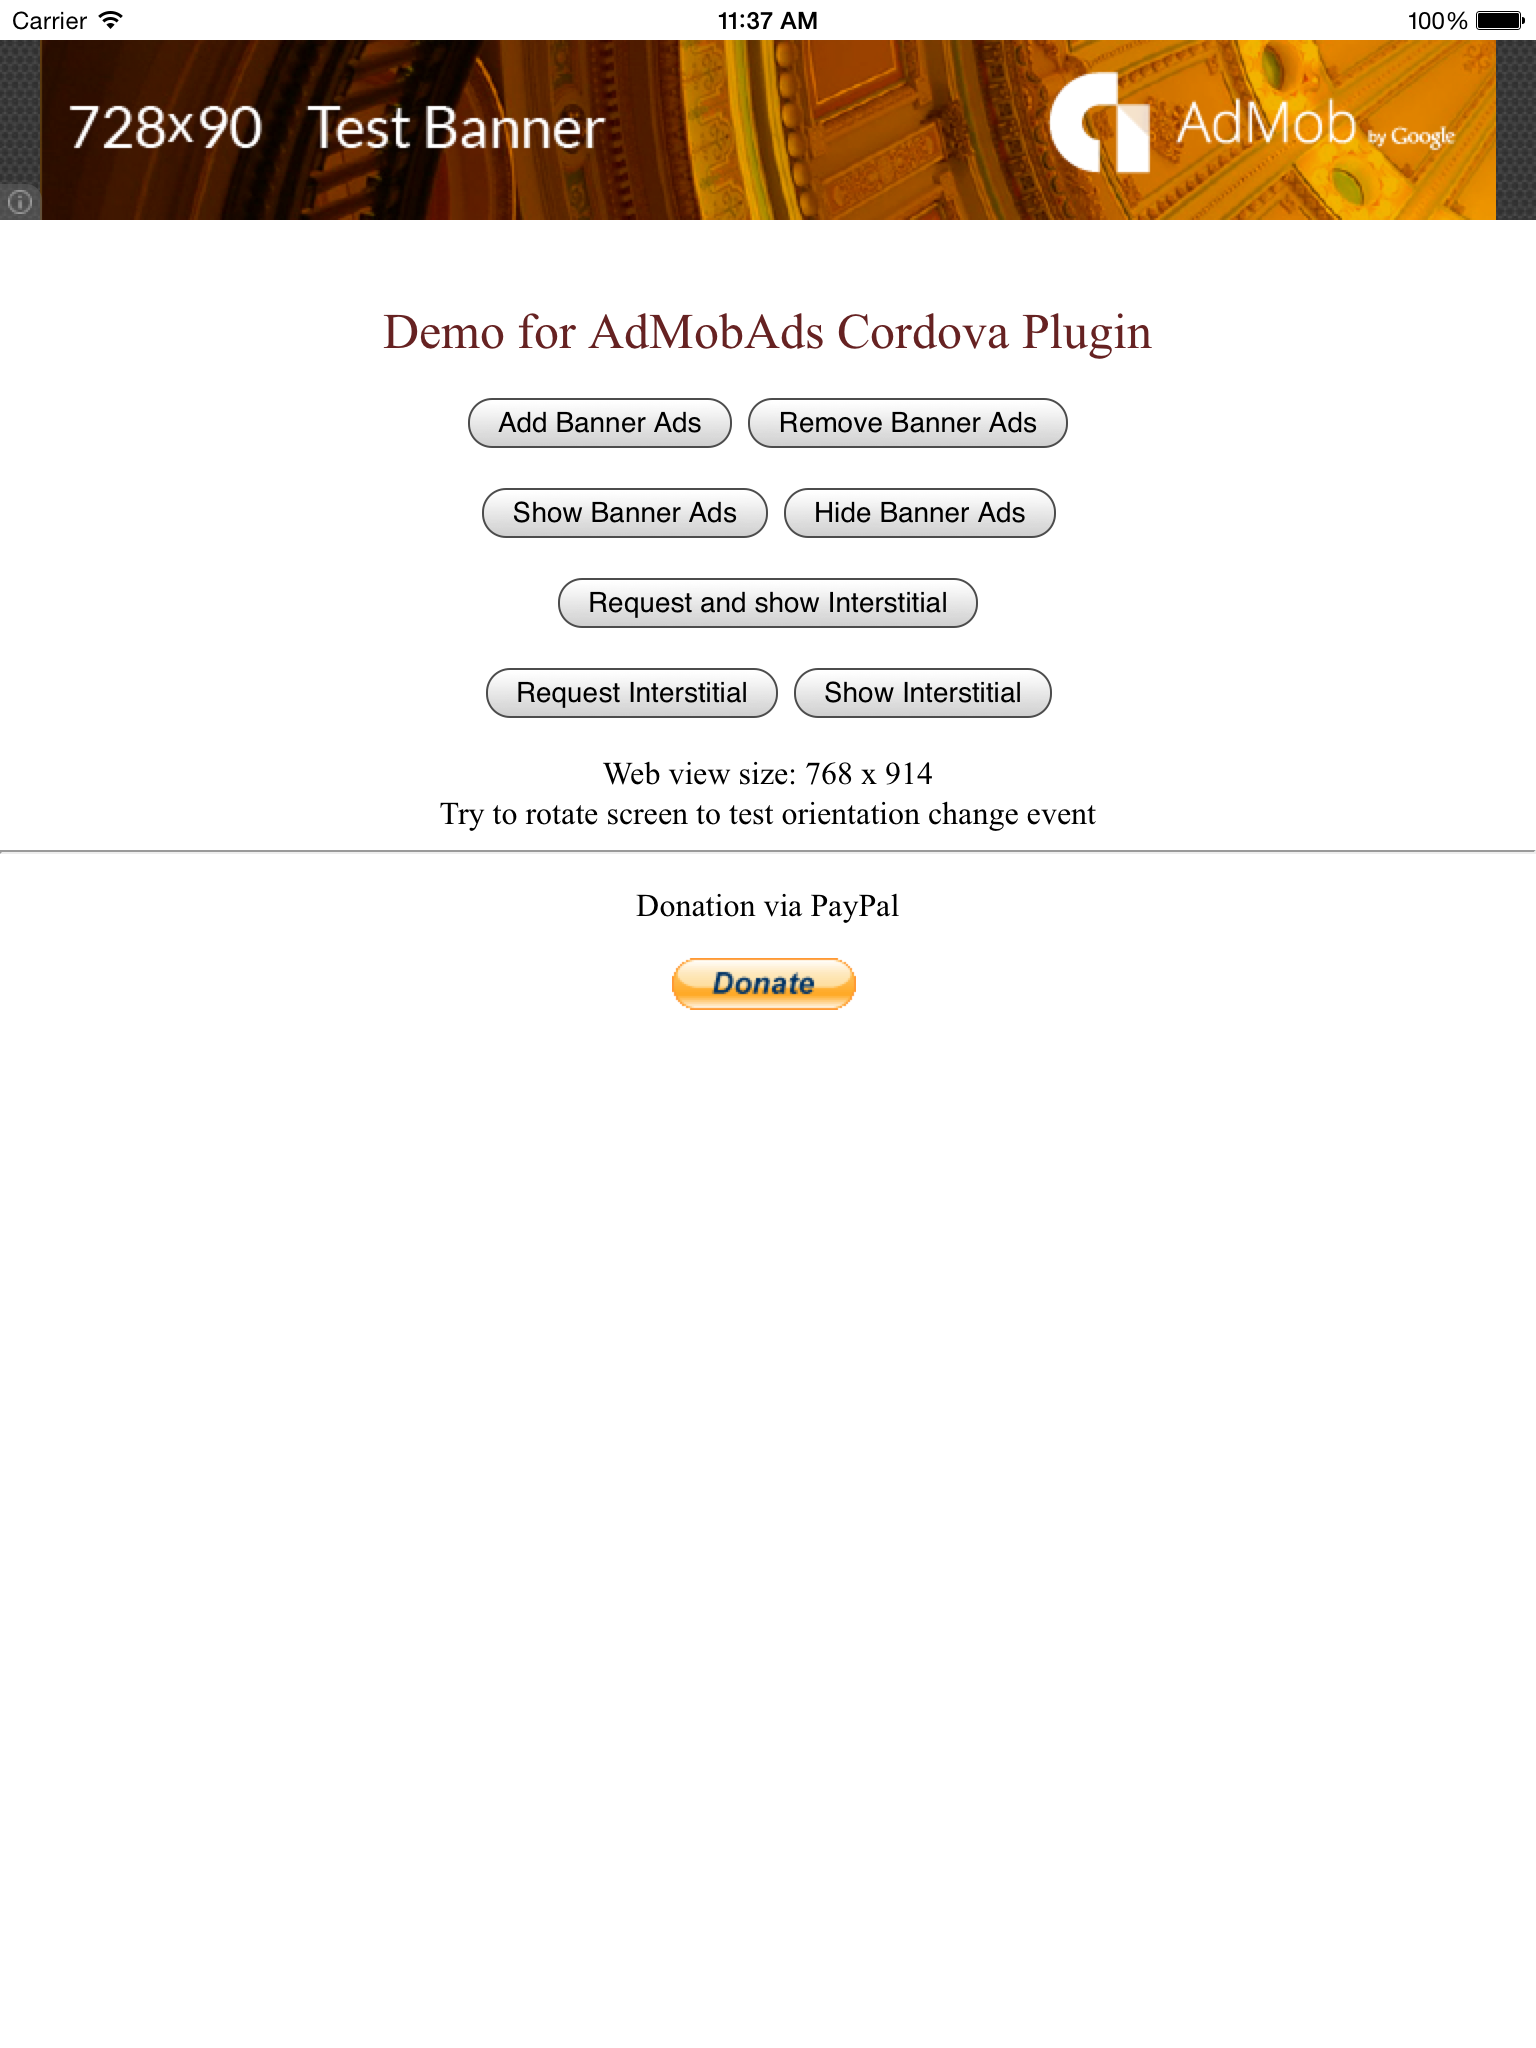 Carrier 11:37 AM 100%
728x90 Test Banner AdMob by Google
Demo for AdMobAds Cordova Plugin
Add Banner Ads Remove Banner Ads
Show Banner Ads Hide Banner Ads
Request and show Interstitial
Request Interstitial Show Interstitial
Web view size: 768 x 914
Try to rotate screen to test orientation change event
Donation via PayPal
Donate